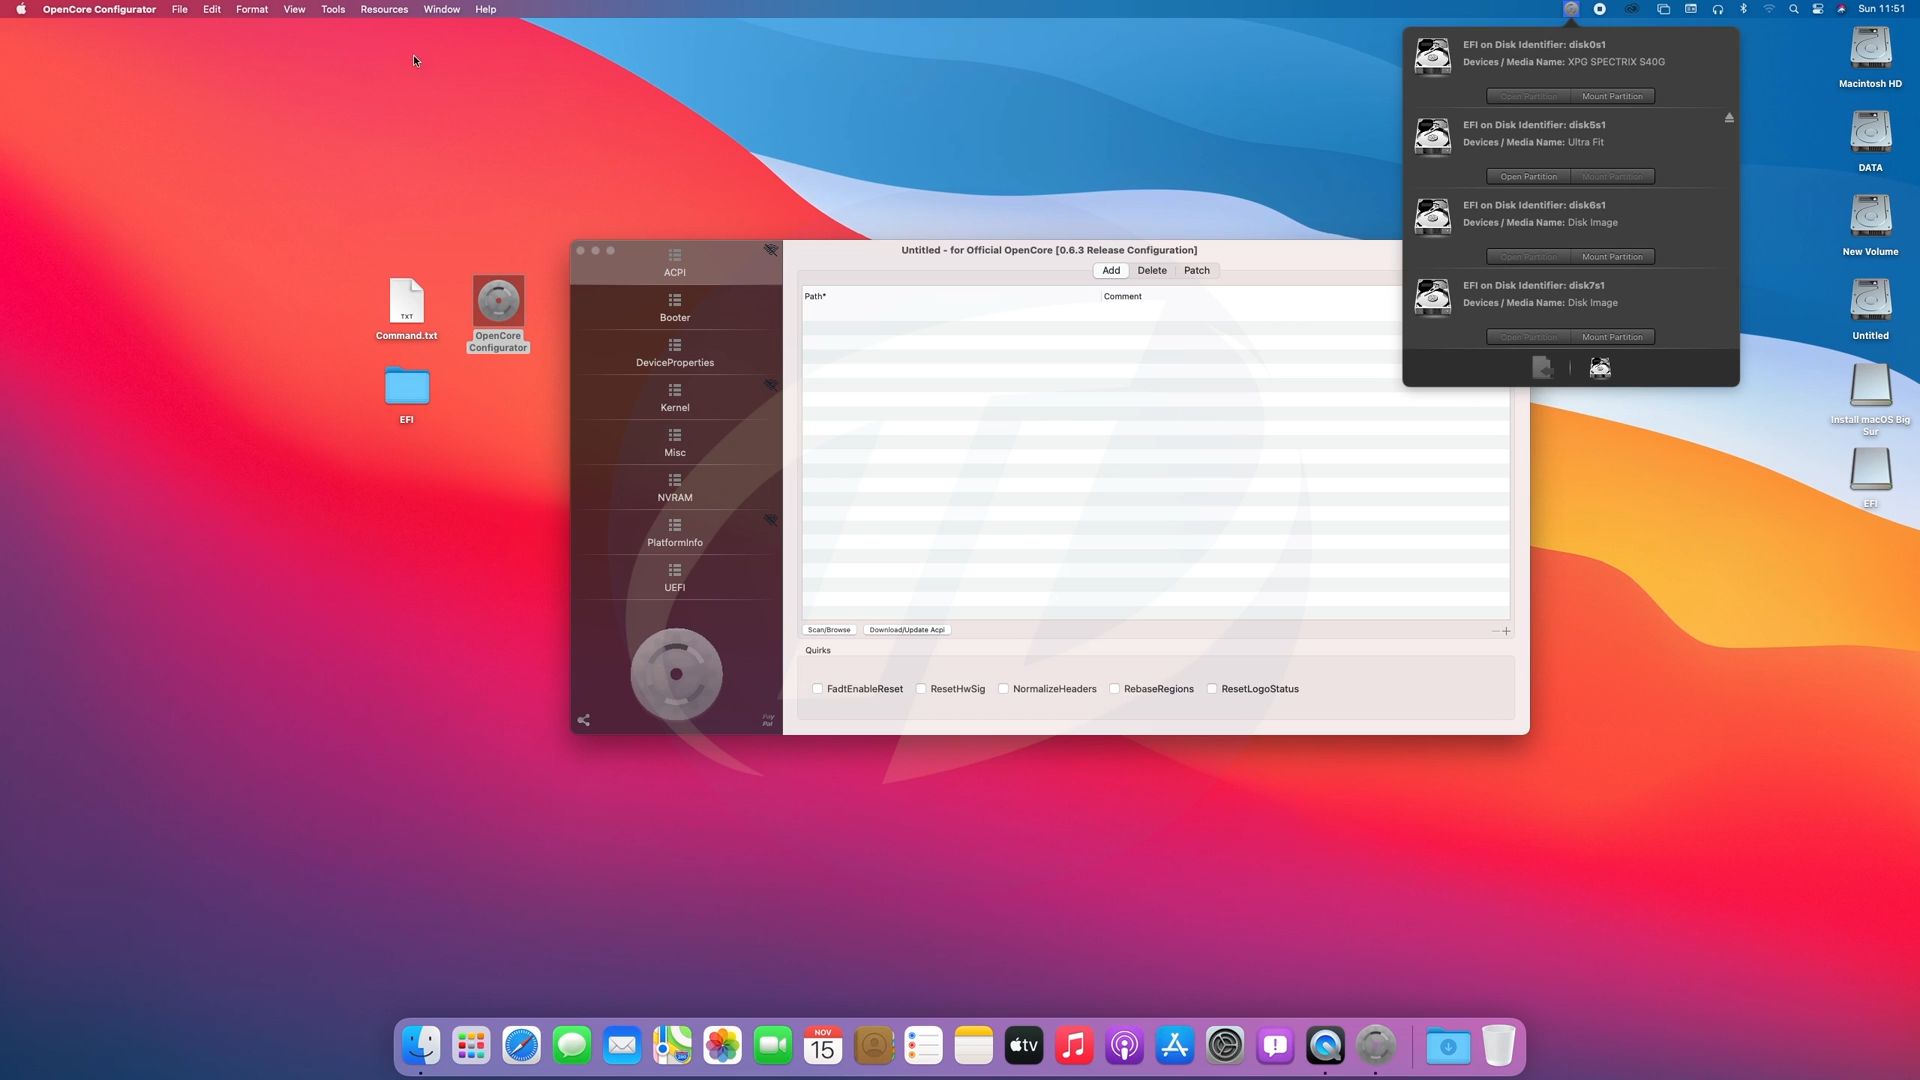 OpenCore Configurator File Edit Format View Tools Resources Window Help
Sun 11:51
EFI on Disk Identifier: disk0s1
Devices / Media Name: XPG SPECTRIX S40G
Open Partition Mount Partition
EFI on Disk Identifier: disk5s1
Devices / Media Name: Ultra Fit
Open Partition Mount Partition
EFI on Disk Identifier: disk6s1
Devices / Media Name: Disk Image
Open Partition Mount Partition
EFI on Disk Identifier: disk7s1
Devices / Media Name: Disk Image
Open Partition Mount Partition
Macintosh HD
DATA
New Volume
Untitled
Install macOS Big
Sur
EFI
TXT
Command.txt
OpenCore
Configurator
EFI
ACPI
Booter
DeviceProperties
Kernel
Misc
NVRAM
PlatformInfo
UEFI
Pay
Pal
Untitled - for Official OpenCore [0.6.3 Release Configuration]
Add Delete Patch
Path* Comment
Scan/Browse Download/Update Acpi
Quirks
FadtEnableReset ResetHwSig NormalizeHeaders RebaseRegions ResetLogoStatus
NOV
15
tv